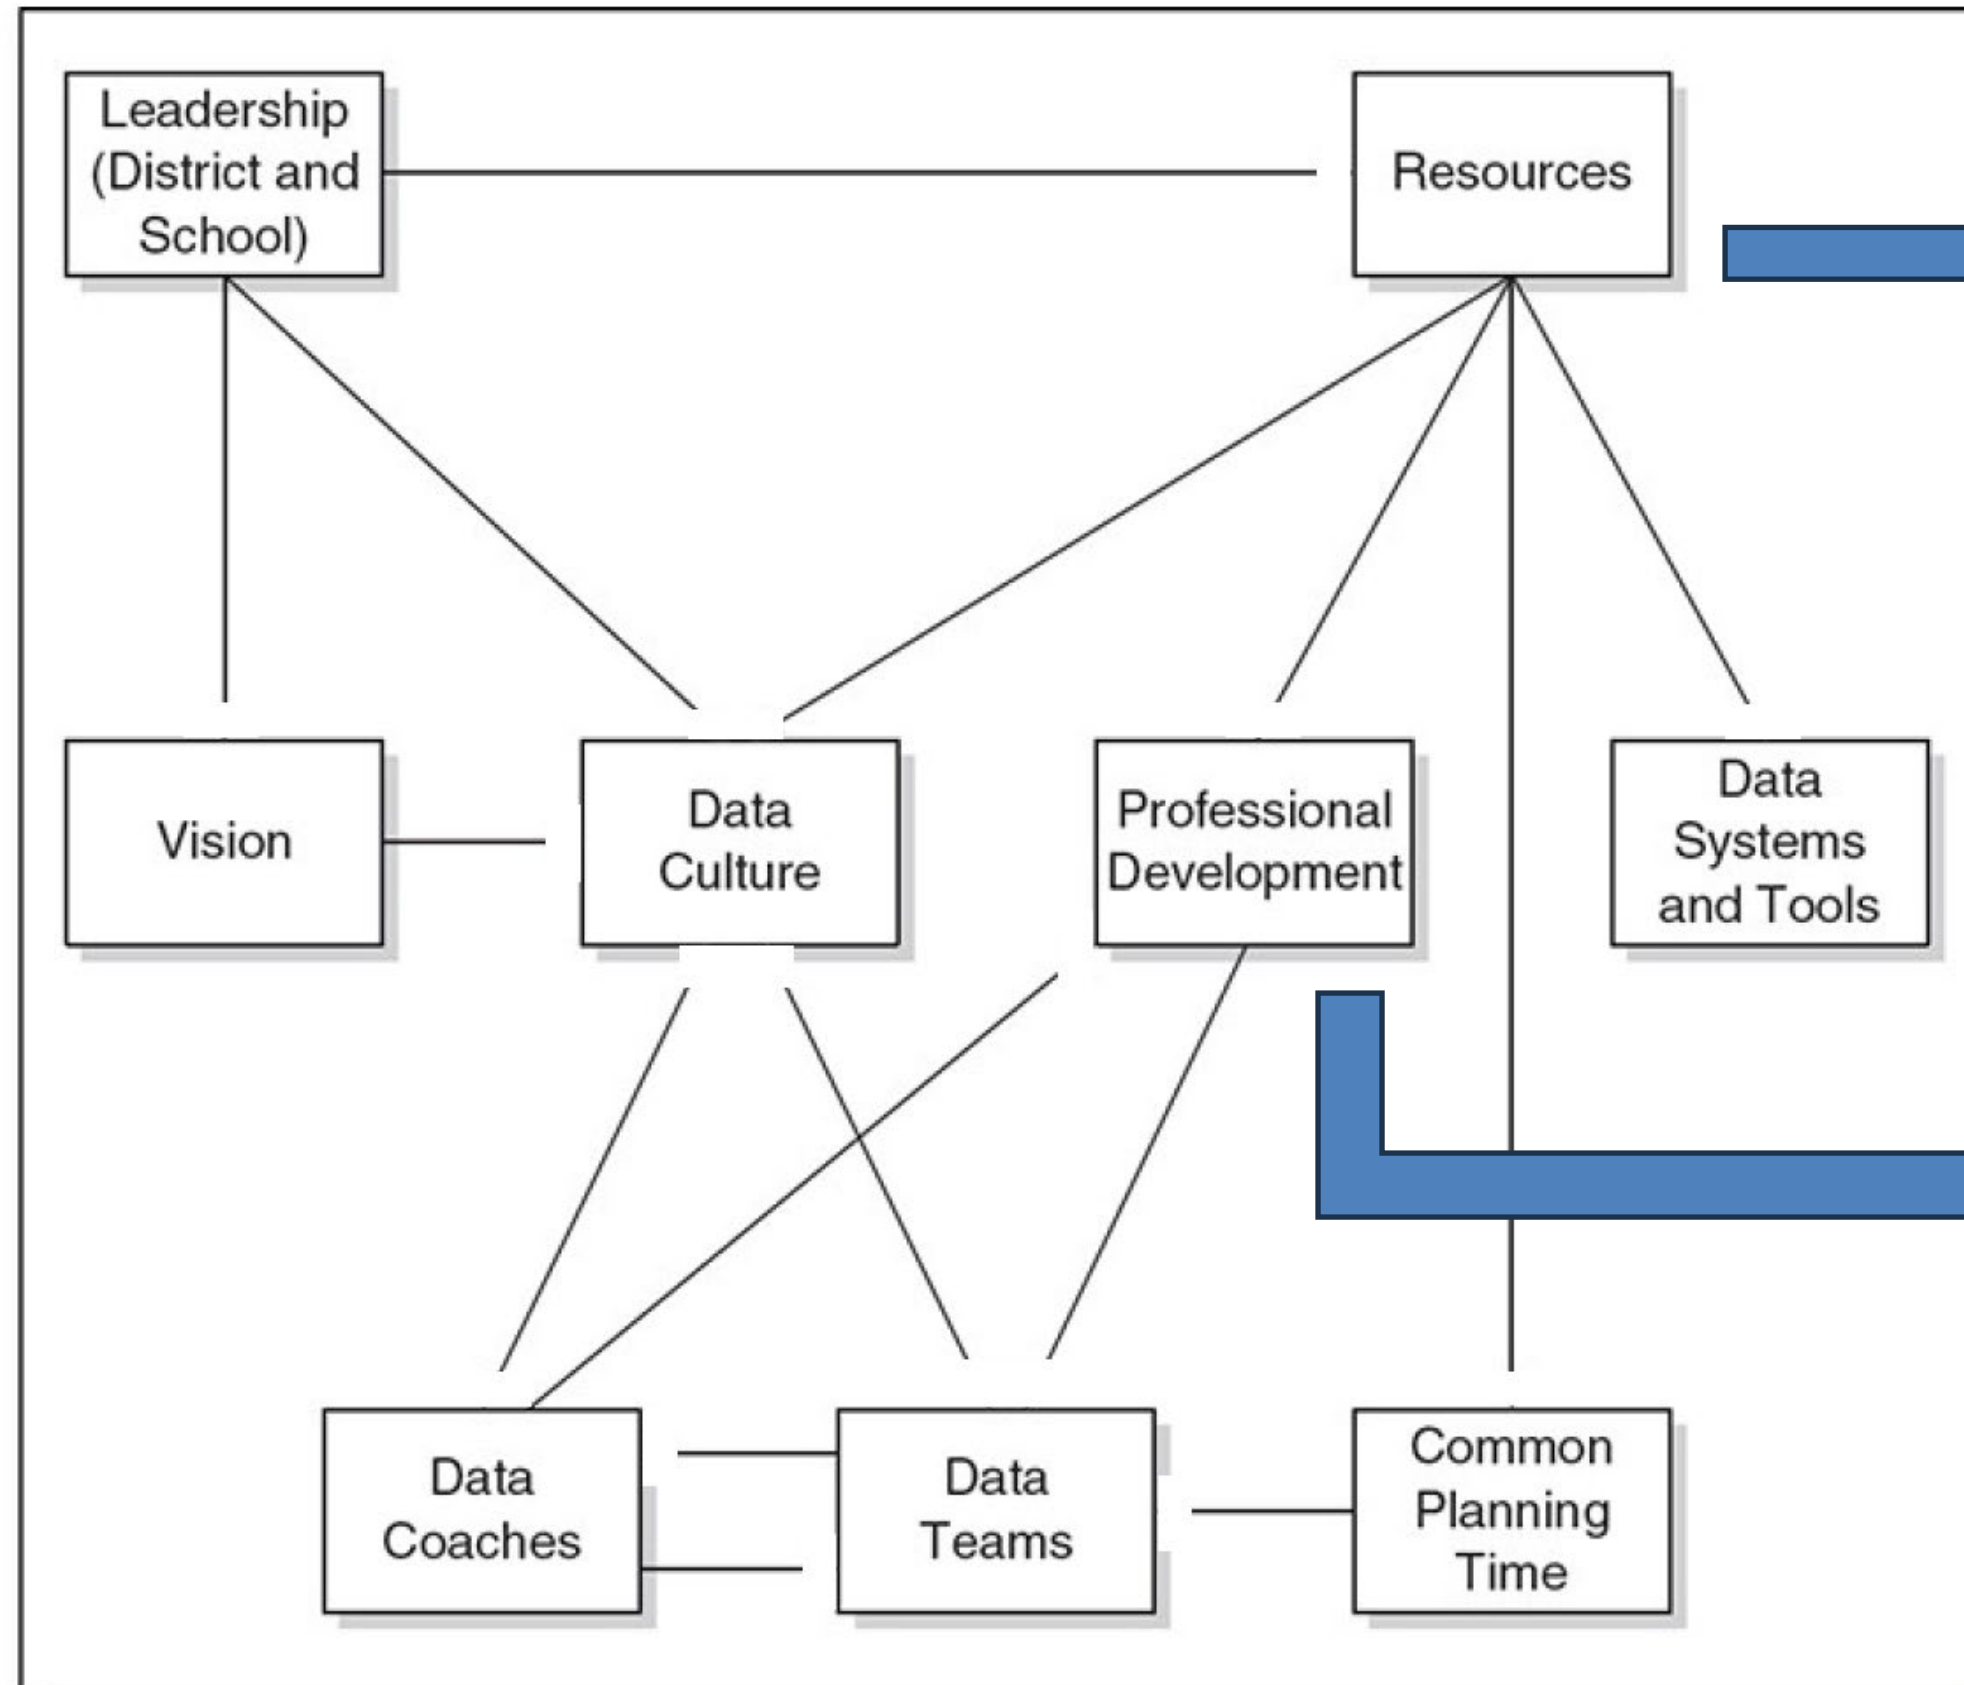 Leadership
(District and
School)
Resources
Vision
Data
Culture
Professional
Development
Data
Systems
and Tools
Data
Coaches
Data
Teams
Common
Planning
Time